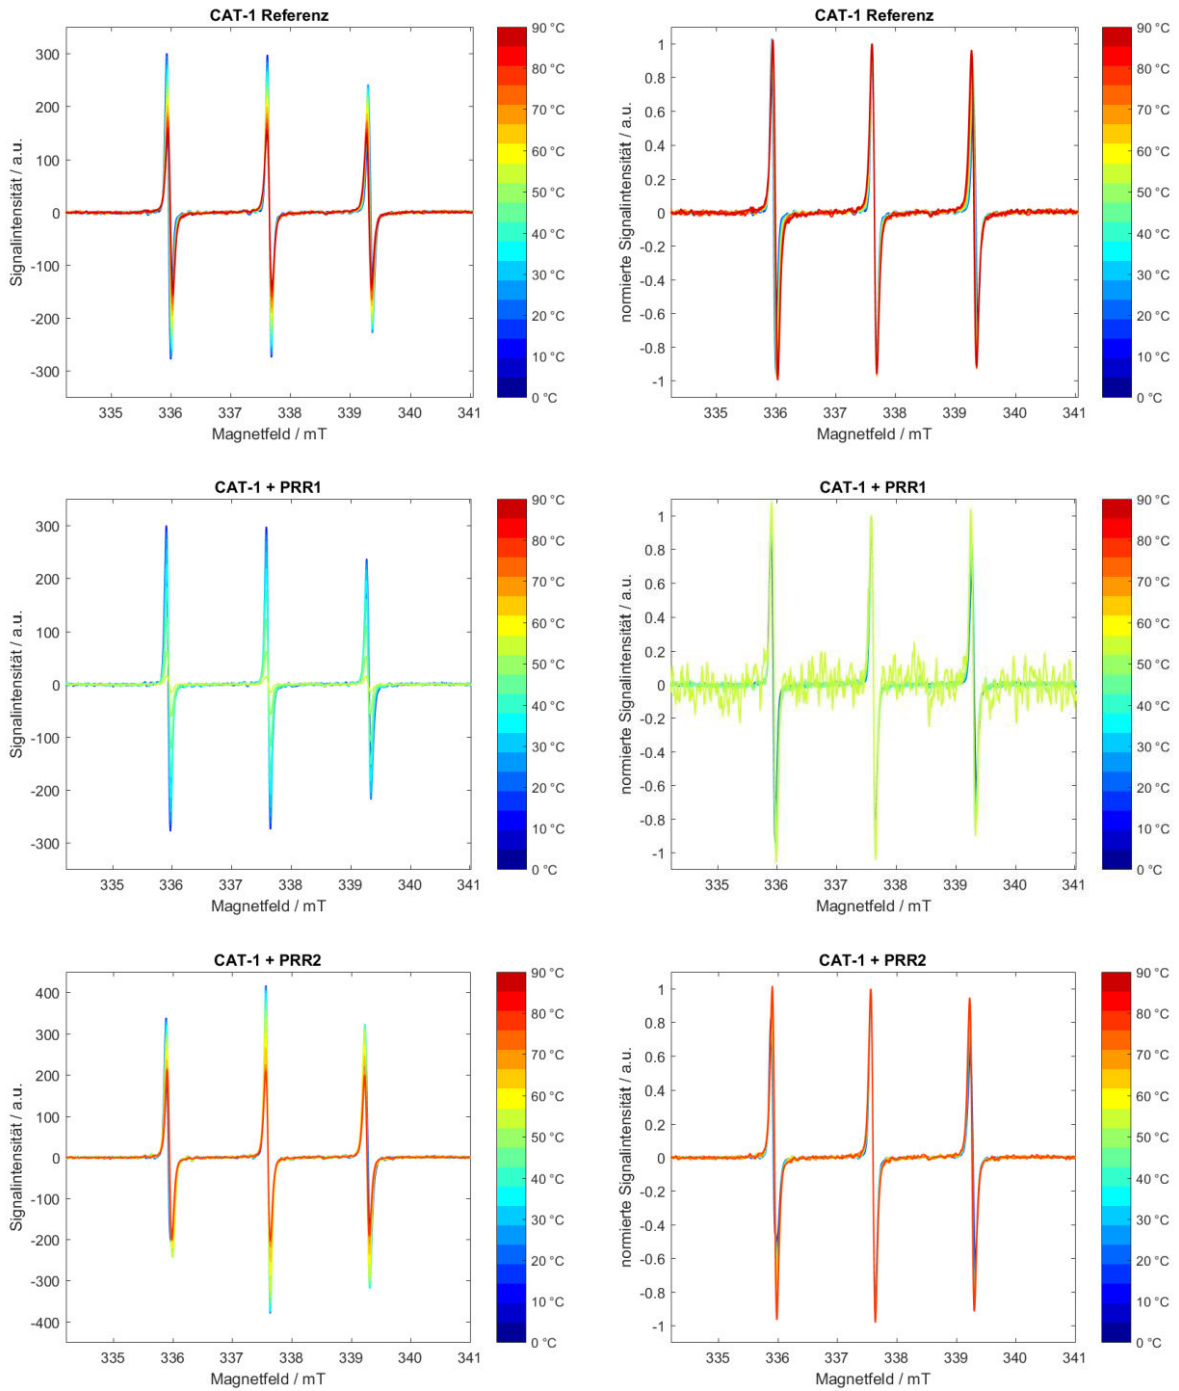 CAT-1 Referenz
Signalintensität / a.u.
300
200
100
0
-100
-200
-300
335 336 337 338 339 340 341
Magnetfeld / mT
90 °C
80 °C
70 °C
60 °C
50 °C
40 °C
30 °C
20 °C
10 °C
0 °C
CAT-1 Referenz
normierte Signalintensität / a.u.
1
0.8
0.6
0.4
0.2
0
-0.2
-0.4
-0.6
-0.8
-1
335 336 337 338 339 340 341
Magnetfeld / mT
90 °C
80 °C
70 °C
60 °C
50 °C
40 °C
30 °C
20 °C
10 °C
0 °C
CAT-1 + PRR1
Signalintensität / a.u.
300
200
100
0
-100
-200
-300
335 336 337 338 339 340 341
Magnetfeld / mT
90 °C
80 °C
70 °C
60 °C
50 °C
40 °C
30 °C
20 °C
10 °C
0 °C
CAT-1 + PRR1
normierte Signalintensität / a.u.
1
0.8
0.6
0.4
0.2
0
-0.2
-0.4
-0.6
-0.8
-1
335 336 337 338 339 340 341
Magnetfeld / mT
90 °C
80 °C
70 °C
60 °C
50 °C
40 °C
30 °C
20 °C
10 °C
0 °C
CAT-1 + PRR2
Signalintensität / a.u.
400
300
200
100
0
-100
-200
-300
-400
335 336 337 338 339 340 341
Magnetfeld / mT
90 °C
80 °C
70 °C
60 °C
50 °C
40 °C
30 °C
20 °C
10 °C
0 °C
CAT-1 + PRR2
normierte Signalintensität / a.u.
1
0.8
0.6
0.4
0.2
0
-0.2
-0.4
-0.6
-0.8
-1
335 336 337 338 339 340 341
Magnetfeld / mT
90 °C
80 °C
70 °C
60 °C
50 °C
40 °C
30 °C
20 °C
10 °C
0 °C